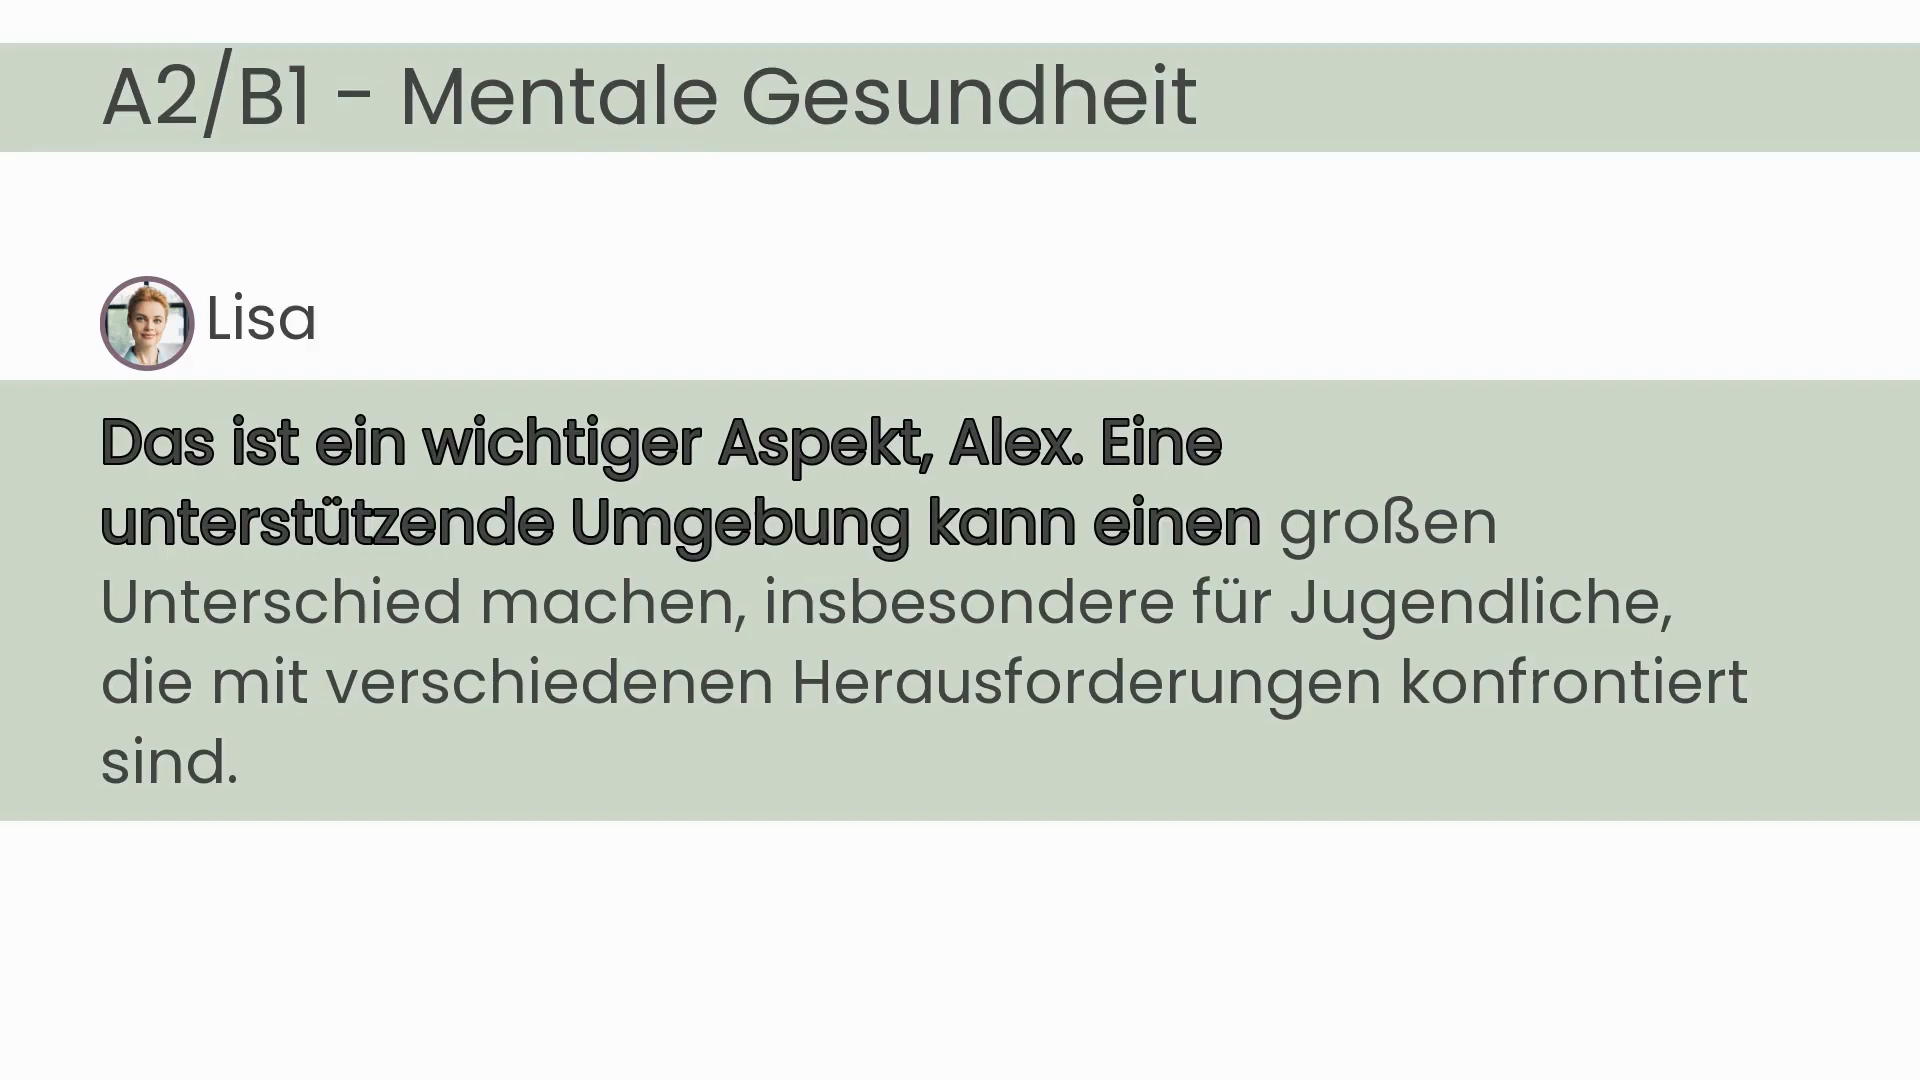 A2/B1 - Mentale Gesundheit
Lisa
Das ist ein wichtiger Aspekt, Alex. Eine
unterstützende Umgebung kann einen großen
Unterschied machen, insbesondere für Jugendliche,
die mit verschiedenen Herausforderungen konfrontiert
sind.